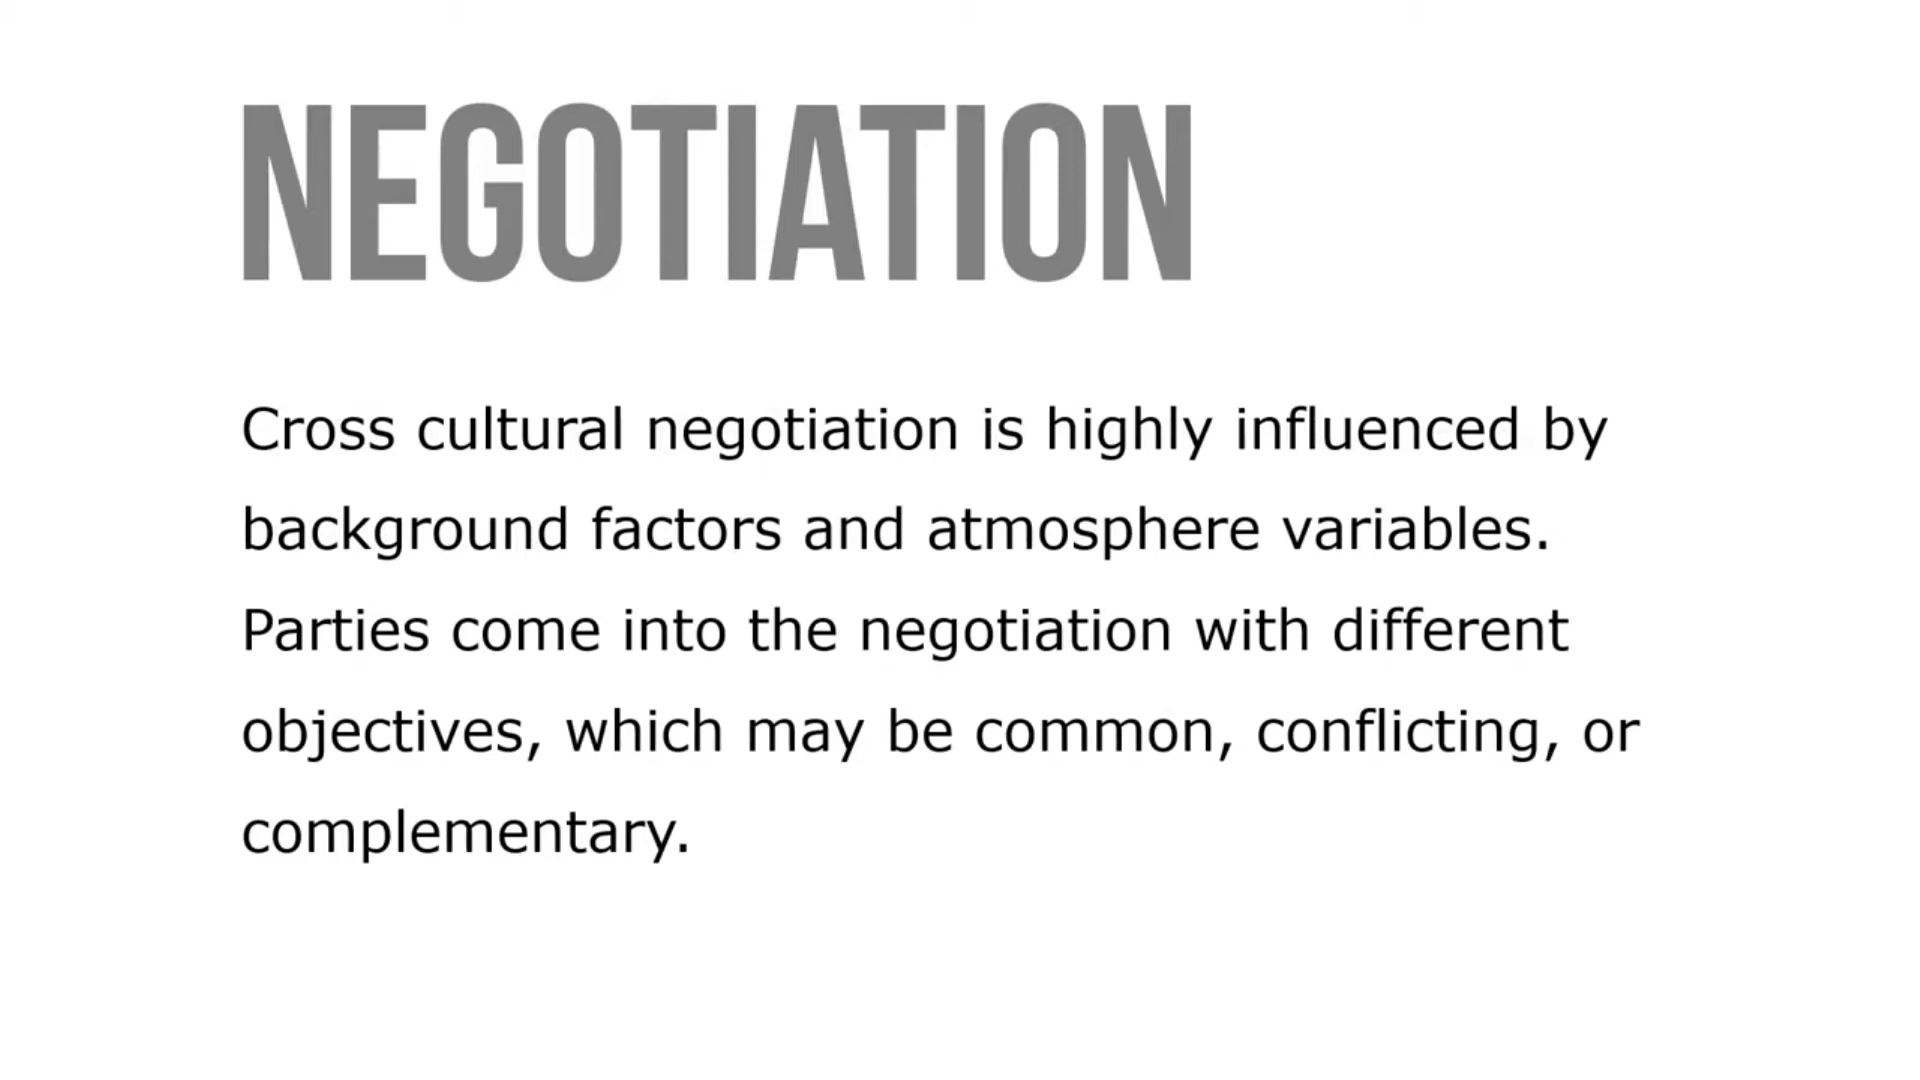 NEGOTIATION
Cross cultural negotiation is highly influenced by
background factors and atmosphere variables.
Parties come into the negotiation with different
objectives, which may be common, conflicting, or
complementary.